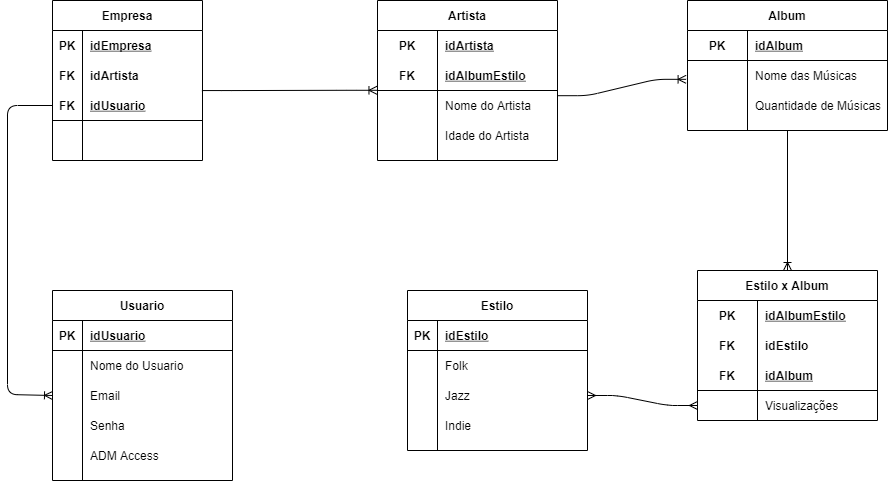 Empresa
PK idEmpresa
FK idArtista
FK idUsuario
Artista
PK idArtista
FK idAlbumEstilo
Nome do Artista
Idade do Artista
Album
PK idAlbum
Nome das Músicas
Quantidade de Músicas
Usuario
PK idUsuario
Nome do Usuario
Email
Senha
ADM Access
Estilo
PK idEstilo
Folk
Jazz
Indie
Estilo x Album
PK idAlbumEstilo
FK idEstilo
FK idAlbum
Visualizações